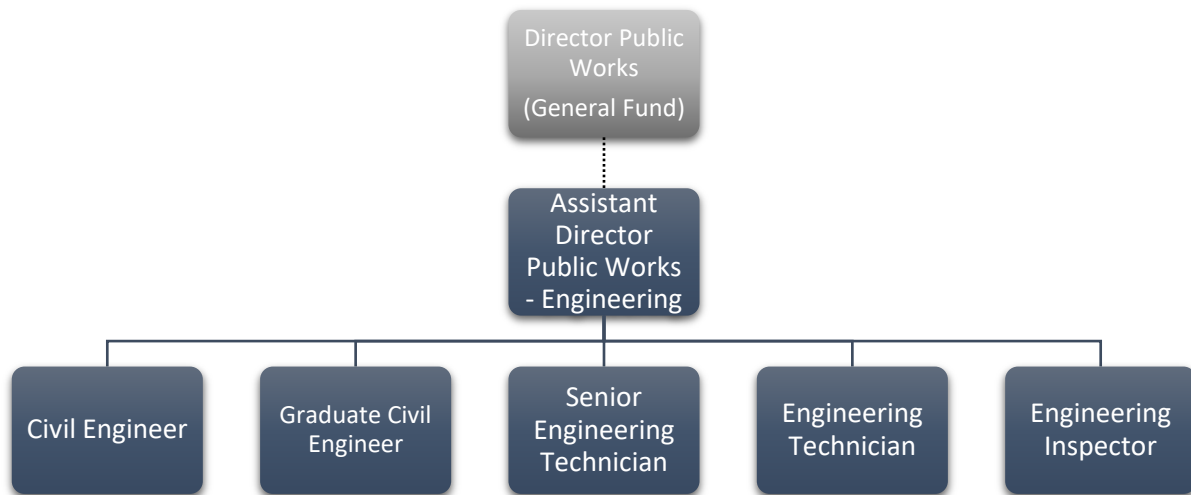 Director Public
Works
(General Fund)
Assistant
Director
Public Works
- Engineering
Civil Engineer
Graduate Civil
Engineer
Senior
Engineering
Technician
Engineering
Technician
Engineering
Inspector